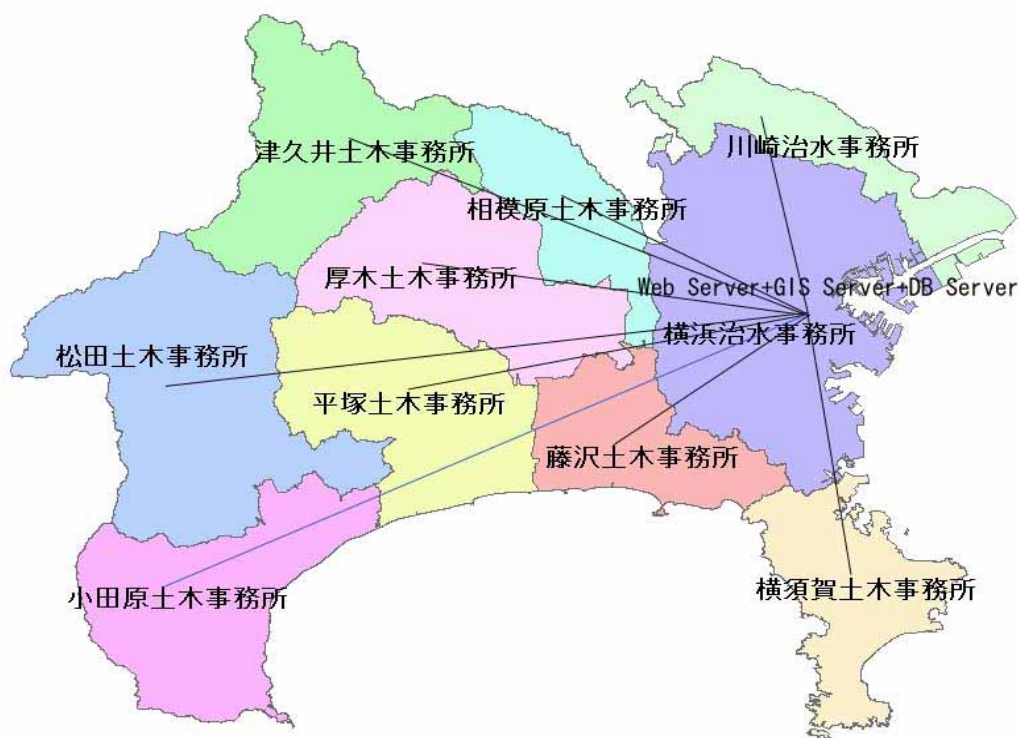 川崎治水事務所
津久井土木事務所
相模原土木事務所
厚木土木事務所
Web Server+GIS Server+DB Server
横浜治水事務所
松田土木事務所
平塚土木事務所
藤沢土木事務所
横須賀土木事務所
小田原土木事務所